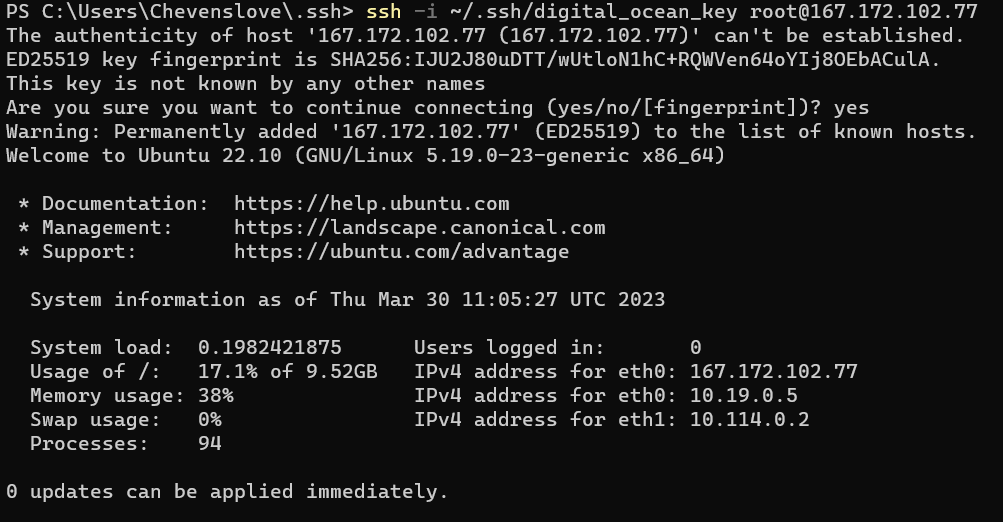 PS C:\Users\Chevenslove\.ssh> ssh -i ~/.ssh/digital_ocean_key root@167.172.102.77
The authenticity of host '167.172.102.77 (167.172.102.77)' can't be established.
ED25519 key fingerprint is SHA256:IJU2J80uDTT/wUtloN1hC+RQWVen64oYIj8OEbACulA.
This key is not known by any other names
Are you sure you want to continue connecting (yes/no/[fingerprint])? yes
Warning: Permanently added '167.172.102.77' (ED25519) to the list of known hosts.
Welcome to Ubuntu 22.10 (GNU/Linux 5.19.0-23-generic x86_64)

 * Documentation:  https://help.ubuntu.com
 * Management:     https://landscape.canonical.com
 * Support:        https://ubuntu.com/advantage

  System information as of Thu Mar 30 11:05:27 UTC 2023

  System load:  0.1982421875      Users logged in:       0
  Usage of /:   17.1% of 9.52GB   IPv4 address for eth0: 167.172.102.77
  Memory usage: 38%               IPv4 address for eth0: 10.19.0.5
  Swap usage:   0%                IPv4 address for eth1: 10.114.0.2
  Processes:    94

0 updates can be applied immediately.